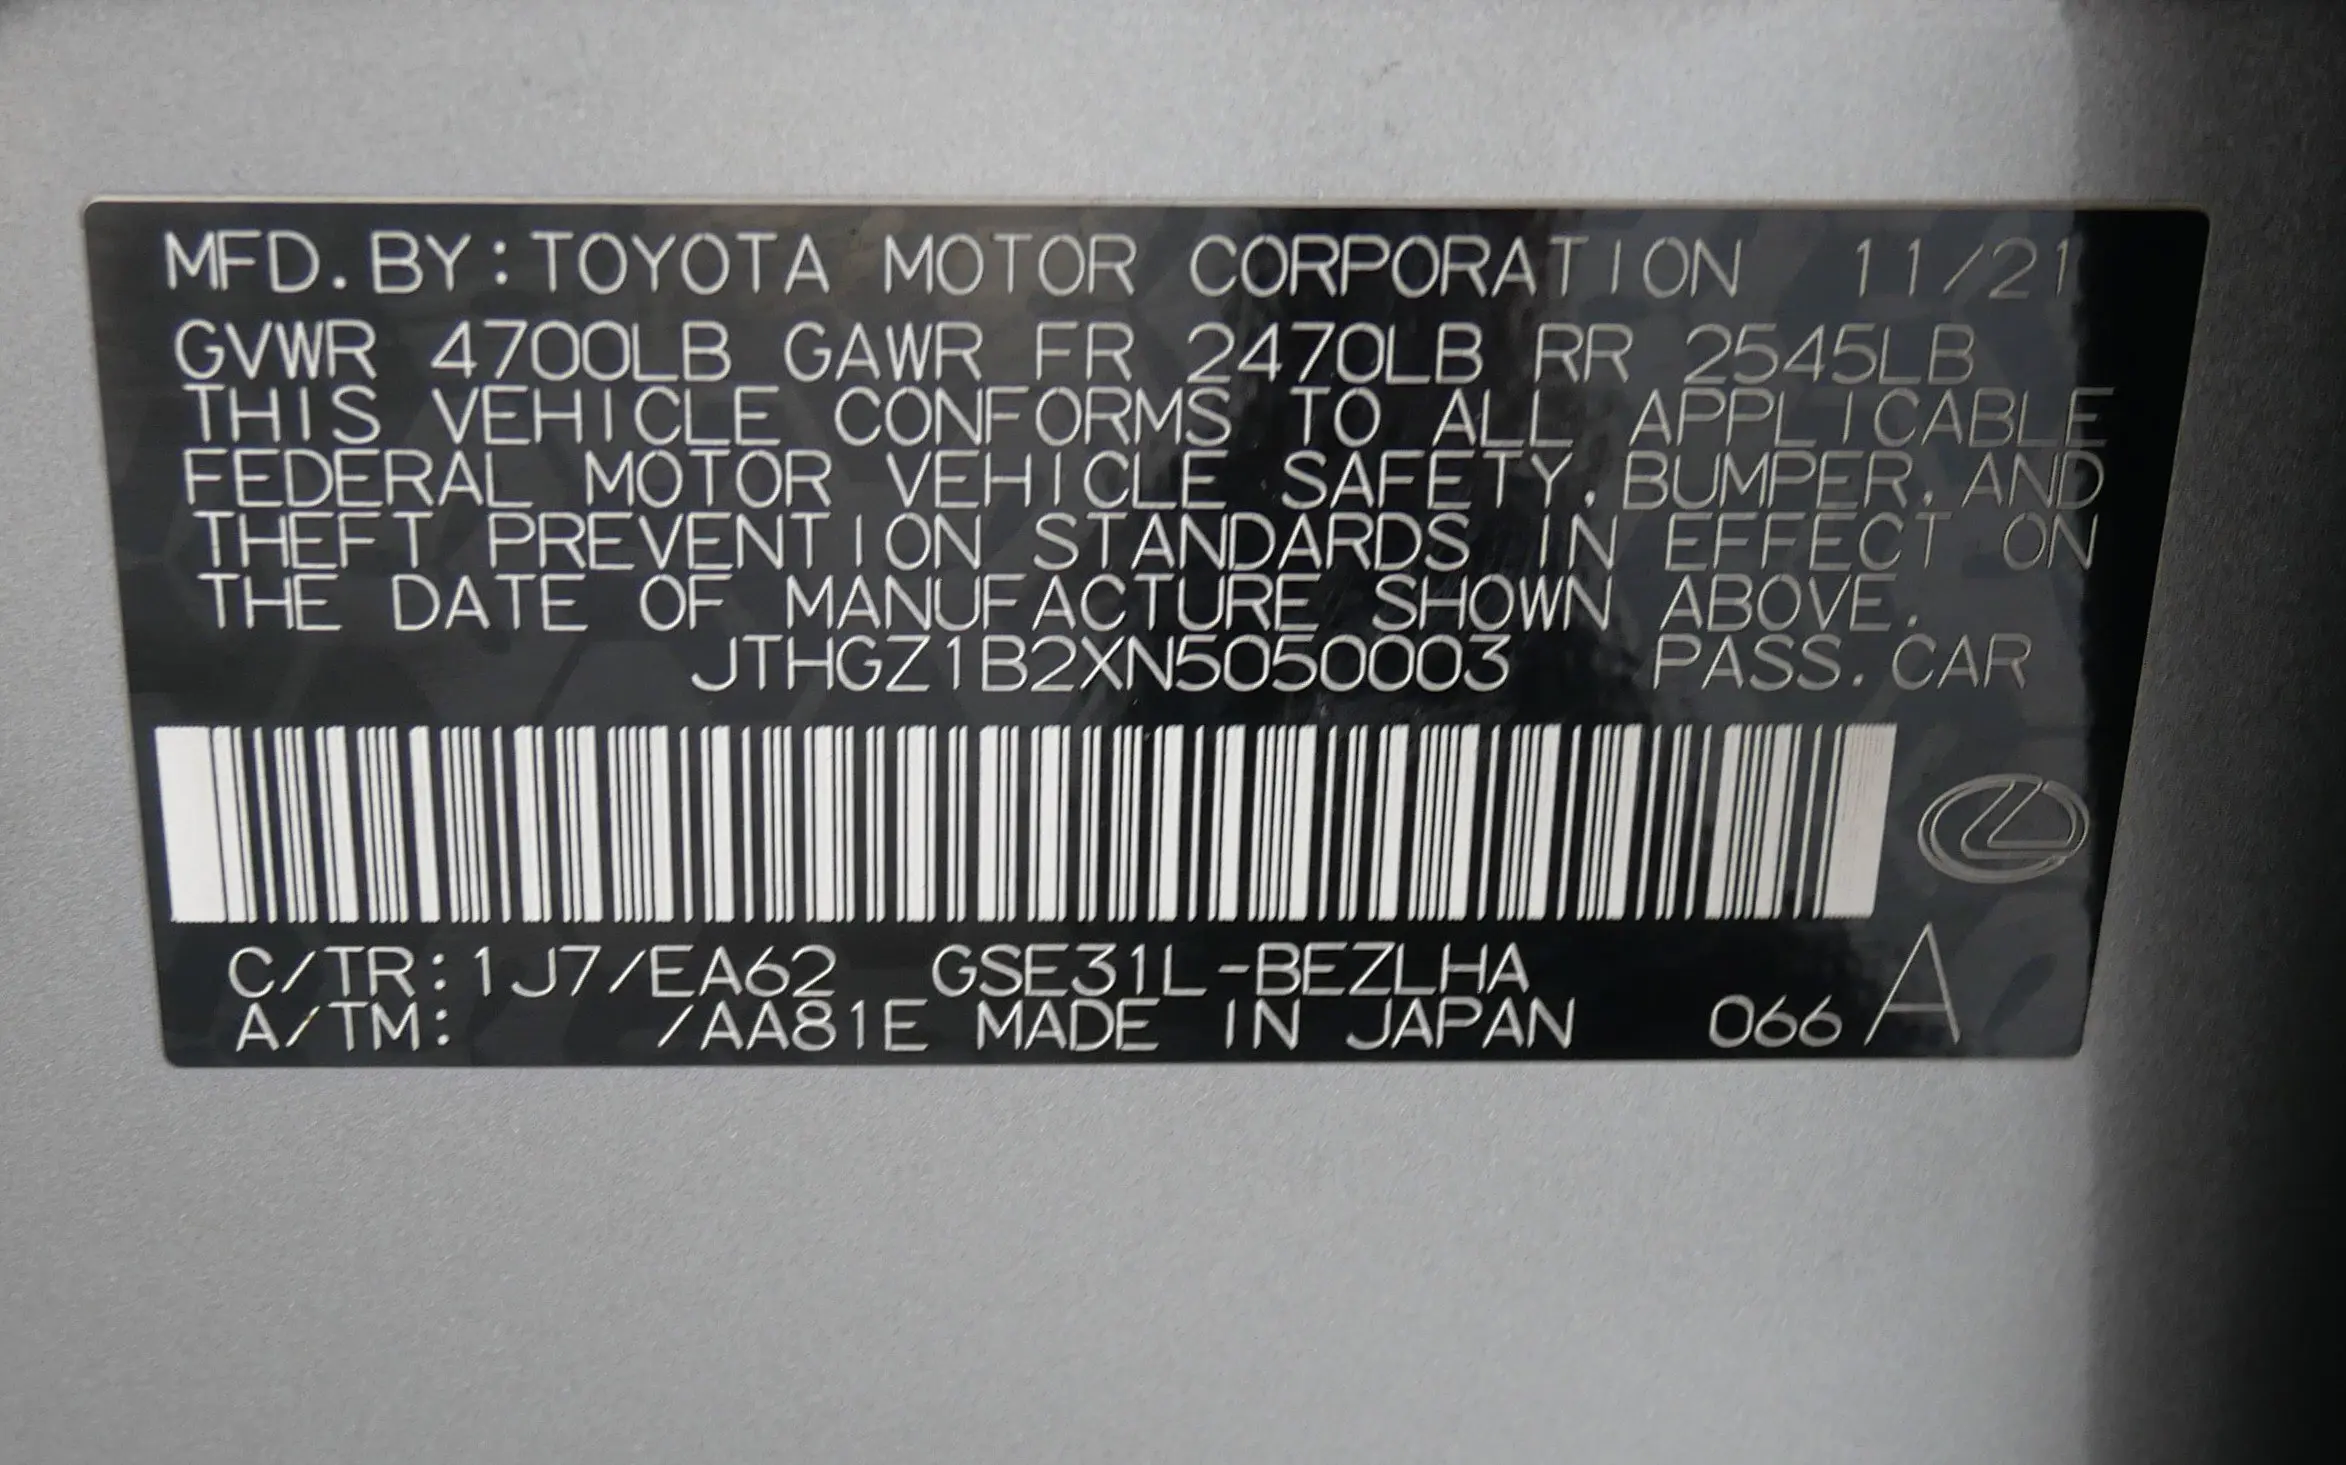 MFD.BY:TOYOTA MOTOR CORPORATION 11/21
GVWR 4700LB GAWR FR 2470LB RR 2545LB
THIS VEHICLE CONFORMS TO ALL APPLICABLE
FEDERAL MOTOR VEHICLE SAFETY,BUMPER,AND
THEFT PREVENTION STANDARDS IN EFFECT ON
THE DATE OF MANUFACTURE SHOWN ABOVE.
JTHGZ1B2XN5050003 PASS.CAR
C/TR:1J7/EA62 GSE31L-BEZLHA
A/TM: /AA81E MADE IN JAPAN 066 A